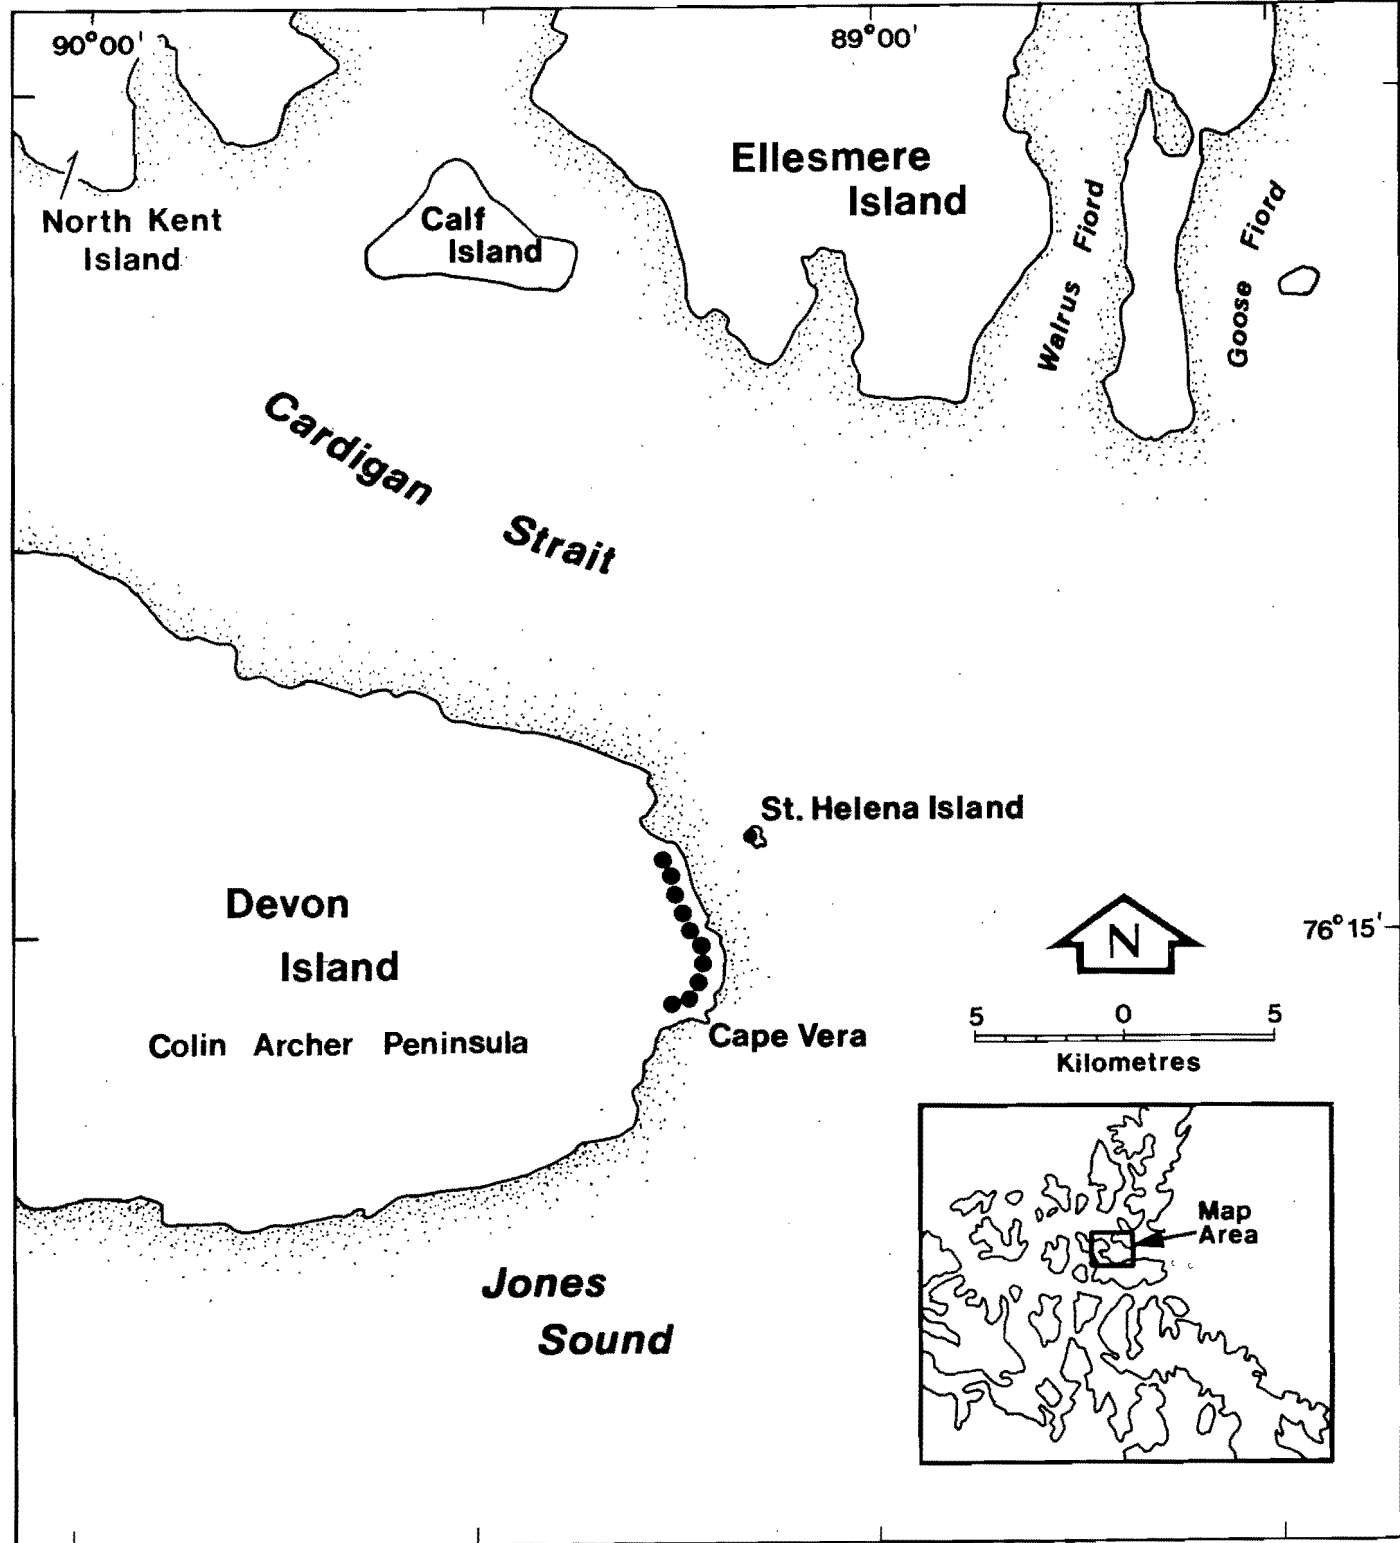 90°00'
89°00'
Ellesmere
Island
North Kent
Island
Calf
Island
Walrus Fiord
Goose Fiord
Cardigan
Strait
St. Helena Island
Devon
Island
Colin Archer Peninsula
Cape Vera
76°15'
N
5 0 5
Kilometres
Map
Area
Jones
Sound